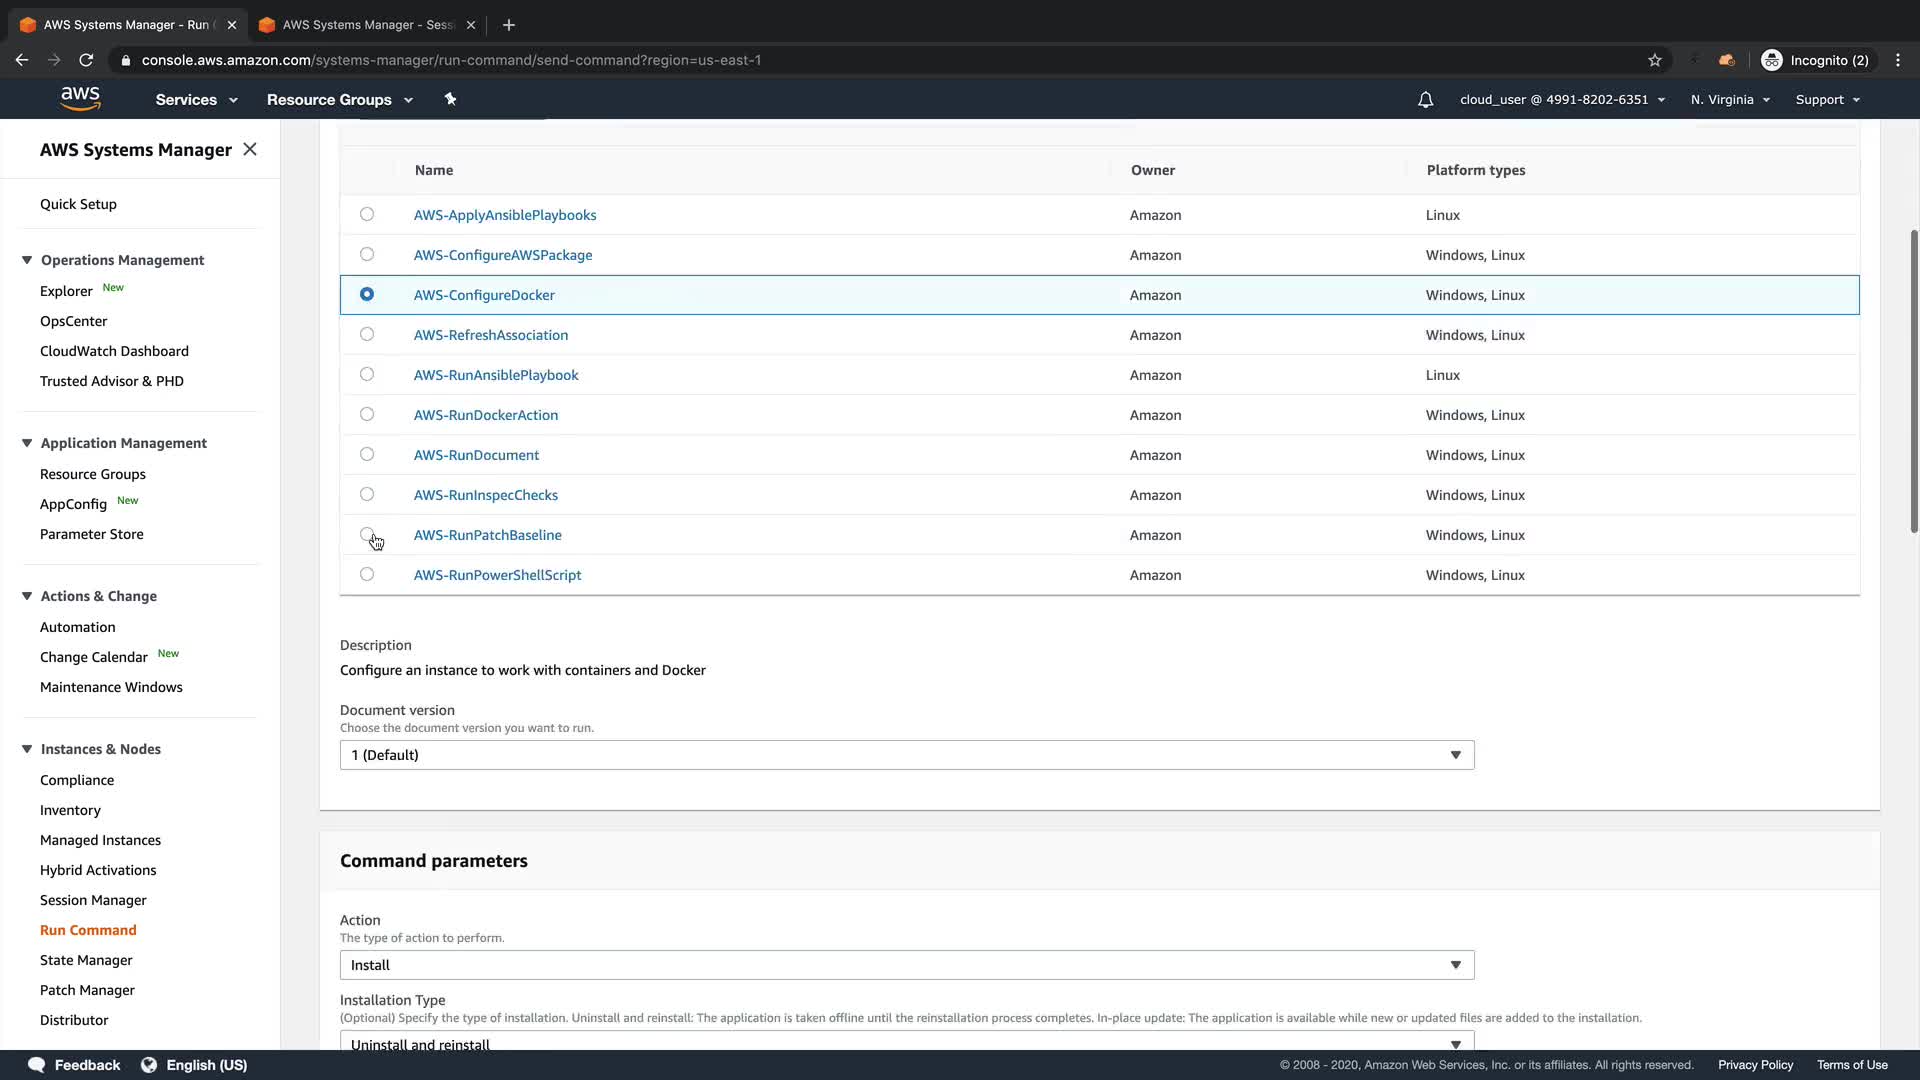 AWS Systems Manager - Run (
AWS Systems Manager - Sess
console.aws.amazon.com/systems-manager/run-command/send-command?region=us-east-1
Incognito (2)
aws
Services
Resource Groups
cloud_user @ 4991-8202-6351
N. Virginia
Support
AWS Systems Manager
Quick Setup
Operations Management
Explorer New
OpsCenter
CloudWatch Dashboard
Trusted Advisor & PHD
Application Management
Resource Groups
AppConfig New
Parameter Store
Actions & Change
Automation
Change Calendar New
Maintenance Windows
Instances & Nodes
Compliance
Inventory
Managed Instances
Hybrid Activations
Session Manager
Run Command
State Manager
Patch Manager
Distributor
Name Owner Platform types
AWS-ApplyAnsiblePlaybooks Amazon Linux
AWS-ConfigureAWSPackage Amazon Windows, Linux
AWS-ConfigureDocker Amazon Windows, Linux
AWS-RefreshAssociation Amazon Windows, Linux
AWS-RunAnsiblePlaybook Amazon Linux
AWS-RunDockerAction Amazon Windows, Linux
AWS-RunDocument Amazon Windows, Linux
AWS-RunInspecChecks Amazon Windows, Linux
AWS-RunPatchBaseline Amazon Windows, Linux
AWS-RunPowerShellScript Amazon Windows, Linux
Description
Configure an instance to work with containers and Docker
Document version
Choose the document version you want to run.
1 (Default)
Command parameters
Action
The type of action to perform.
Install
Installation Type
(Optional) Specify the type of installation. Uninstall and reinstall: The application is taken offline until the reinstallation process completes. In-place update: The application is available while new or updated files are added to the installation.
Uninstall and reinstall
Feedback
English (US)
© 2008 - 2020, Amazon Web Services, Inc. or its affiliates. All rights reserved.
Privacy Policy
Terms of Use